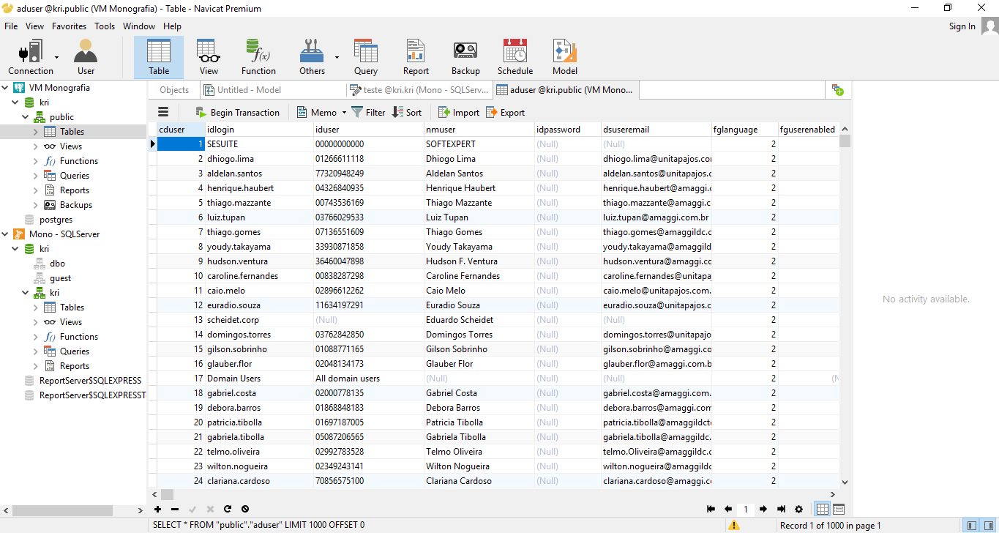 aduser @kri.public (VM Monografia) - Table - Navicat Premium
File View Favorites Tools Window Help
Sign In
Connection User Table View Function Others Query Report Backup Schedule Model
f(x)
VM Monografia
kri
public
Tables
Views
Functions
Queries
Reports
Backups
postgres
Mono - SQLServer
kri
dbo
guest
kri
Tables
Views
Functions
Queries
Reports
ReportServer$SQLEXPRESS
ReportServer$SQLEXPREST
Objects Untitled - Model teste @kri.kri (Mono - SQLServ... aduser @kri.public (VM Mono...
Begin Transaction Memo Filter Sort Import Export
cduser idlogin iduser nmuser idpassword dsuseremail fglanguage fguserenabled
1 SESUITE 00000000000 SOFTEXPERT (Null) (Null) 2
2 dhiogo.lima 01266611118 Dhiogo Lima (Null) dhiogo.lima@unitapajos.co 2
3 aldelan.santos 77320948249 Aldelan Santos (Null) aldelan.santos@unitapajos.c 2
4 henrique.haubert 04326840935 Henrique Haubert (Null) henrique.haubert@amaggi.c 2
5 thiago.mazzante 00743536169 Thiago Mazzante (Null) thiago.mazzante@amaggi.c 2
6 luiz.tupan 03766029533 Luiz Tupan (Null) luiz.tupan@amaggi.com.br 2
7 thiago.gomes 07136551609 Thiago Gomes (Null) thiago.gomes@amaggildc.c 2
8 youdy.takayama 33930871858 Youdy Takayama (Null) youdy.takayama@amaggild 2
9 hudson.ventura 36460047898 Hudson F. Ventura (Null) hudson.ventura@amaggi.cc 2
10 caroline.fernandes 00838287298 Caroline Fernandes (Null) caroline.fernandes@unitapa 2
11 caio.melo 02896612262 Caio Melo (Null) caio.melo@unitapajos.com. 2
12 euradio.souza 11634197291 Euradio Souza (Null) euradio.souza@unitapajos.c 2
13 scheidet.corp (Null) Eduardo Scheidet (Null) (Null) 2
14 domingos.torres 03762842850 Domingos Torres (Null) domingos.torres@unitapajo 2
15 gilson.sobrinho 01088771165 Gilson Sobrinho (Null) gilson.sobrinho@amaggi.co 2
16 glauber.flor 02048134173 Glauber Flor (Null) glauber.flor@amaggi.com.b 2
17 Domain Users All domain users (Null) (Null) (Null) 2 (N
18 gabriel.costa 02000778135 Gabriel Costa (Null) gabriel.costa@amaggi.com. 2
19 debora.barros 01868848183 Debora Barros (Null) debora.barros@amaggi.com 2
20 patricia.tibolla 01697187005 Patricia Tibolla (Null) patricia.tibolla@amaggildct 2
21 gabriela.tibolla 05087206565 Gabriela Tibolla (Null) gabriela.tibolla@amaggildc. 2
22 telmo.oliveira 02992783528 Telmo Oliveira (Null) telmo.Oliveira@amaggildc.c 2
23 wilton.nogueira 02349243141 Wilton Nogueira (Null) wilton.nogueira@amaggildc 2
24 clariana.cardoso 70856575100 Clariana Cardoso (Null) clariana.cardoso@amaggi.c 2
No activity available.
1
SELECT * FROM "public"."aduser" LIMIT 1000 OFFSET 0
Record 1 of 1000 in page 1